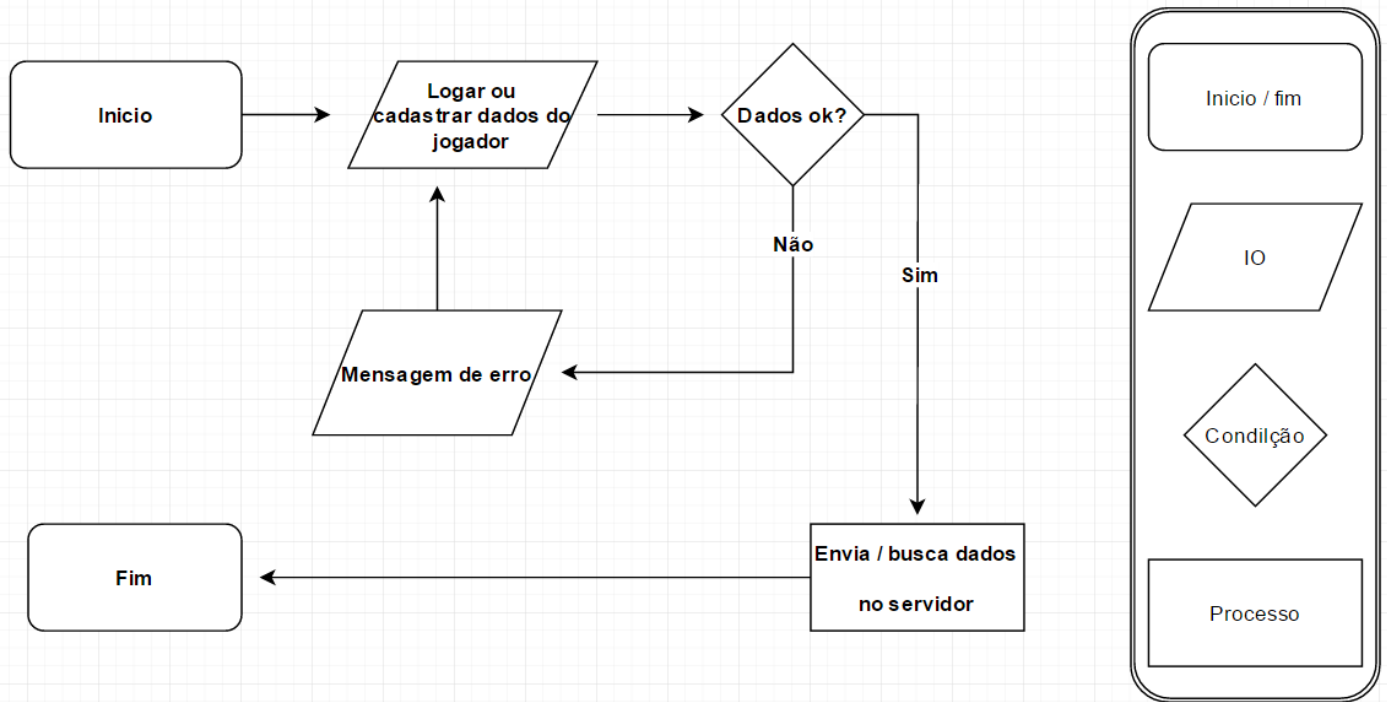 Inicio
Logar ou
cadastrar dados do
jogador
Dados ok?
Não
Sim
Mensagem de erro
Envia / busca dados
no servidor
Fim
Inicio / fim
IO
Condilção
Processo